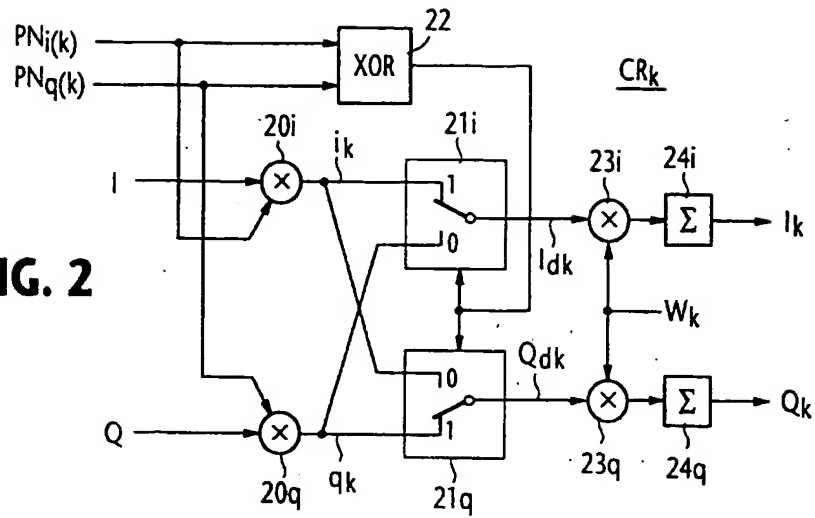 22
PNi(k)
PNq(k)
XOR
CRk
20i
ik
21i
23i
24i
I
×
1
0
×
Σ
Ik
Idk
FIG. 2
Wk
Qdk
0
Q
×
1
×
Σ
Qk
20q
qk
21q
23q
24q